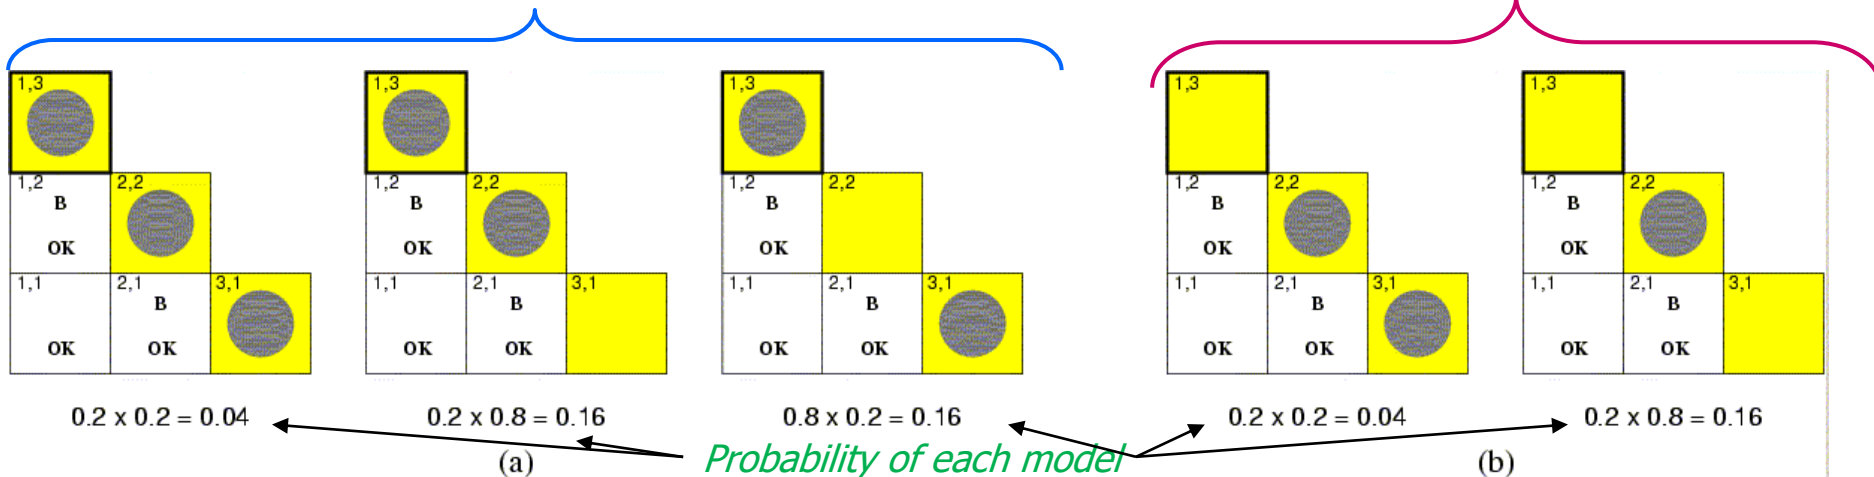 1,3 1,3 1,3 1,3 1,3
1,2 2,2 1,2 2,2 1,2 2,2 1,2 2,2 1,2 2,2
B B B B B
OK OK OK OK OK
1,1 2,1 3,1 1,1 2,1 3,1 1,1 2,1 3,1 1,1 2,1 3,1 1,1 2,1 3,1
B B B B B
OK OK OK OK OK OK OK OK OK OK
0.2 x 0.2 = 0.04 0.2 x 0.8 = 0.16 0.8 x 0.2 = 0.16 0.2 x 0.2 = 0.04 0.2 x 0.8 = 0.16
(a) Probability of each model (b)